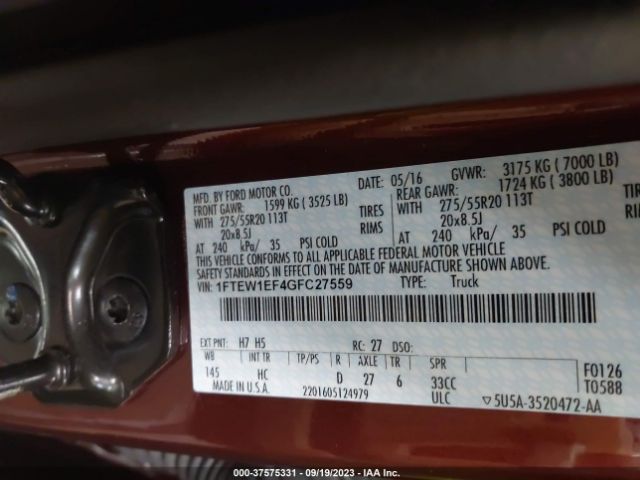 MFD. BY FORD MOTOR CO.
DATE: 05/16 GVWR: 3175 KG ( 7000 LB)
FRONT GAWR: 1599 KG ( 3525 LB)
REAR GAWR: 1724 KG ( 3800 LB)
WITH 275/55R20 113T TIRES
WITH 275/55R20 113T TIRES
20x8.5J RIMS
20x8.5J RIMS
AT 240 kPa/ 35 PSI COLD
AT 240 kPa/ 35 PSI COLD
THIS VEHICLE CONFORMS TO ALL APPLICABLE FEDERAL MOTOR VEHICLE
SAFETY STANDARDS IN EFFECT ON THE DATE OF MANUFACTURE SHOWN ABOVE.
VIN: 1FTEW1EF4GFC27559 TYPE: Truck
EXT PNT: H7 H5 RC: 27 DSO:
WB INT TR TP/PS R AXLE TR SPR
145 HC D 27 6 33CC
F0126
T0588
MADE IN U.S.A. 2201605124979 ULC ▽5U5A-3520472-AA
000-37575331 - 09/19/2023 - IAA Inc.